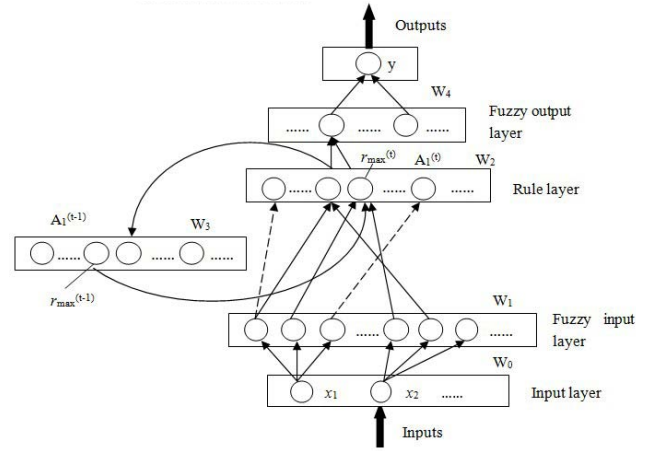 Outputs
y
W4
...... ...... ......
Fuzzy output
layer
rmax(t) A1(t) W2
...... ...... ......
Rule layer
A1(t-1) W3
...... ...... ......
rmax(t-1)
W1
...... ......
Fuzzy input
layer
W0
x1 x2 ......
Input layer
Inputs